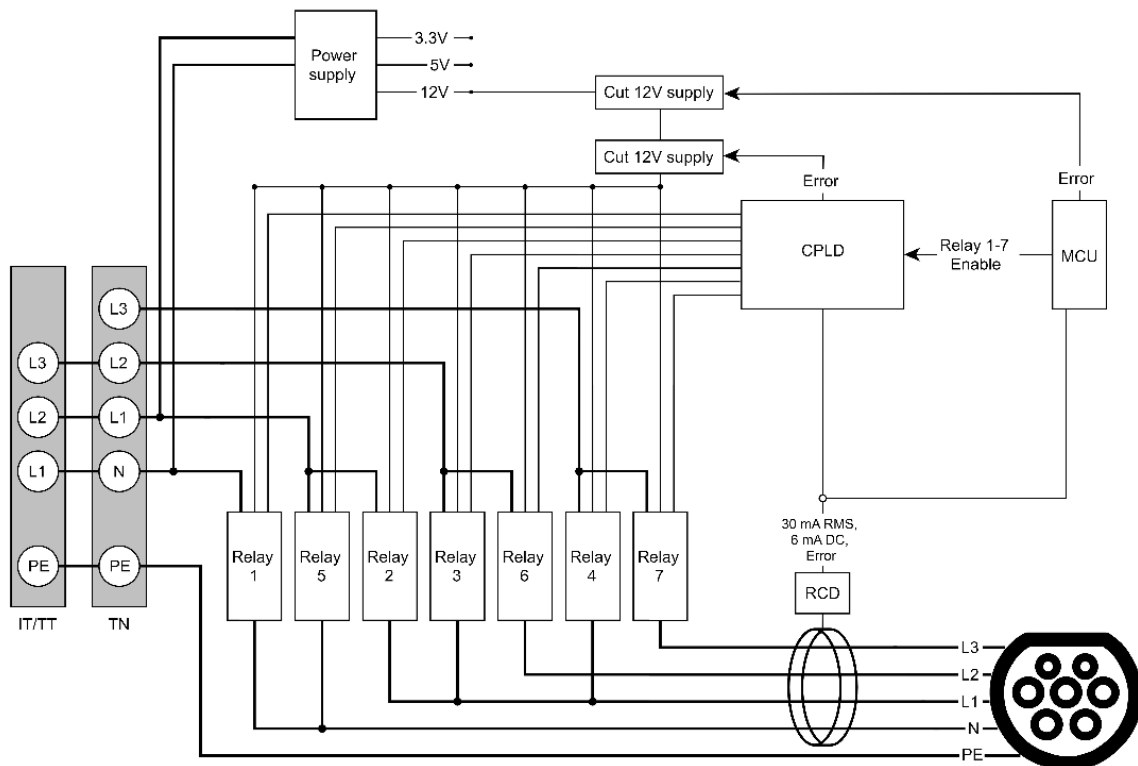 Power
supply
3.3V
5V
12V
Cut 12V supply
Cut 12V supply
Error
Error
CPLD
Relay 1-7
Enable
MCU
L3
L3
L2
L2
L1
L1
N
PE
PE
IT/TT
TN
Relay
1
Relay
5
Relay
2
Relay
3
Relay
6
Relay
4
Relay
7
30 mA RMS,
6 mA DC,
Error
RCD
L3
L2
L1
N
PE